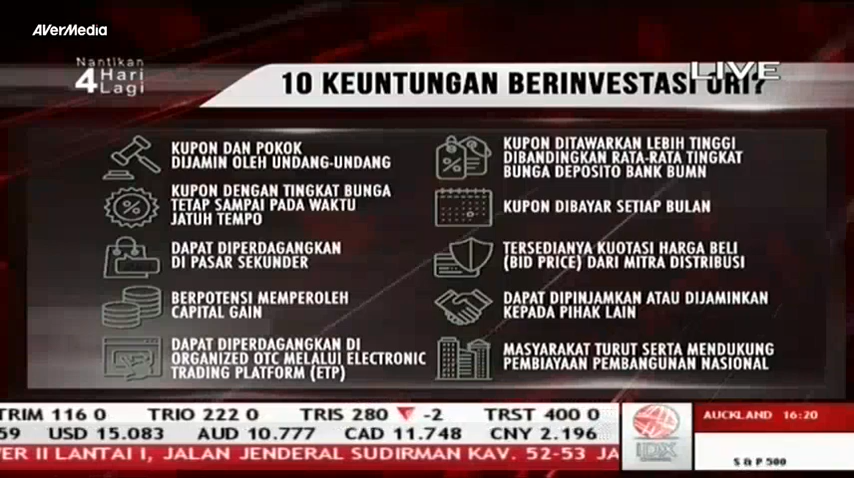 AVerMedia
Nantikan
4 Hari
Lagi
LIVE
10 KEUNTUNGAN BERINVESTASI ORI?
KUPON DAN POKOK
DIJAMIN OLEH UNDANG-UNDANG
KUPON DENGAN TINGKAT BUNGA
TETAP SAMPAI PADA WAKTU
JATUH TEMPO
DAPAT DIPERDAGANGKAN
DI PASAR SEKUNDER
BERPOTENSI MEMPEROLEH
CAPITAL GAIN
DAPAT DIPERDAGANGKAN DI
ORGANIZED OTC MELALUI ELECTRONIC
TRADING PLATFORM (ETP)
KUPON DITAWARKAN LEBIH TINGGI
DIBANDINGKAN RATA-RATA TINGKAT
BUNGA DEPOSITO BANK BUMN
KUPON DIBAYAR SETIAP BULAN
TERSEDIANYA KUOTASI HARGA BELI
(BID PRICE) DARI MITRA DISTRIBUSI
DAPAT DIPINJAMKAN ATAU DIJAMINKAN
KEPADA PIHAK LAIN
MASYARAKAT TURUT SERTA MENDUKUNG
PEMBIAYAAN PEMBANGUNAN NASIONAL
TRIM 116 0 TRIO 222 0 TRIS 280 -2 TRST 400 0
59 USD 15.083 AUD 10.777 CAD 11.748 CNY 2.196
VER II LANTAI I, JALAN JENDERAL SUDIRMAN KAV. 52-53 JA
IDX
CHANNEL
AUCKLAND 16:20
S & P 500